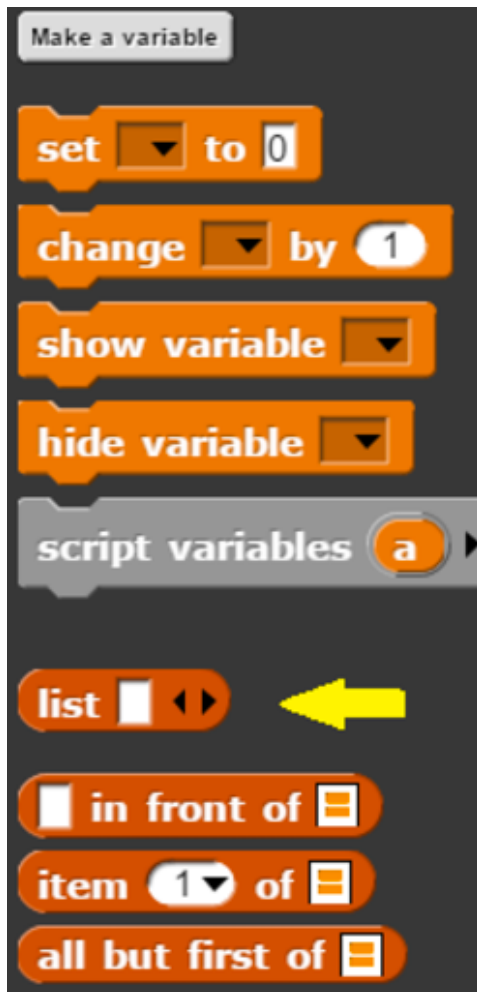 Make a variable
set to 0
change by 1
show variable
hide variable
script variables a
list
in front of
item 1 of
all but first of